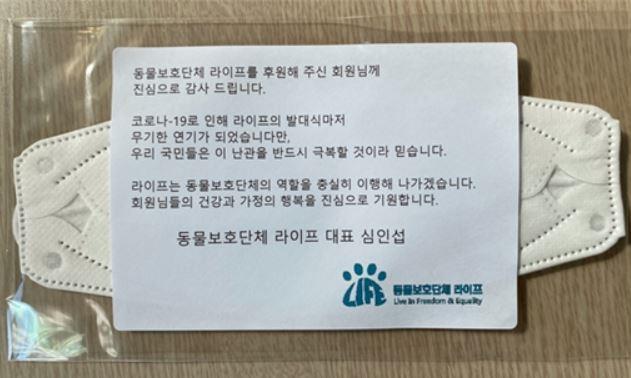 동물보호단체 라이프를 후원해 주신 회원님께
진심으로 감사 드립니다.
코로나-19로 인해 라이프의 발대식마저
무기한 연기가 되었습니다만,
우리 국민들은 이 난관을 반드시 극복할 것이라 믿습니다.
라이프는 동물보호단체의 역할을 충실히 이행해 나가겠습니다.
회원님들의 건강과 가정의 행복을 진심으로 기원합니다.
동물보호단체 라이프 대표 심인섭
LIFE
동물보호단체 라이프
Live in Freedom & Equality